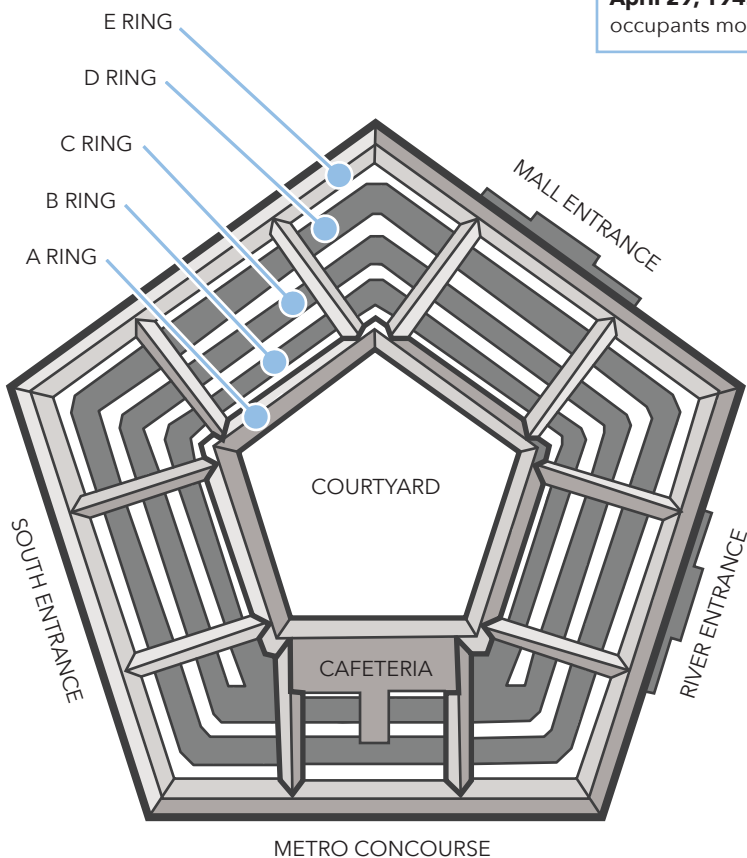 April 29, 194
occupants mo
E RING
D RING
C RING
B RING
A RING
MALL ENTRANCE
COURTYARD
SOUTH ENTRANCE
RIVER ENTRANCE
CAFETERIA
METRO CONCOURSE